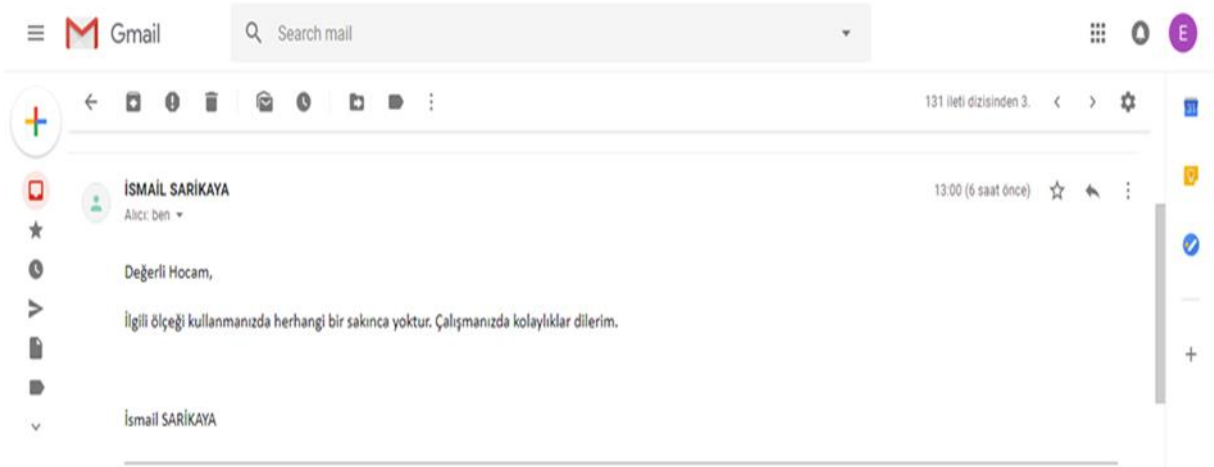 Gmail
Search mail
E
131 ileti dizisinden 3.
31
İSMAİL SARİKAYA
13:00 (6 saat önce)
Alıcı: ben
Değerli Hocam,
İlgili ölçeği kullanmanızda herhangi bir sakınca yoktur. Çalışmanızda kolaylıklar dilerim.
İsmail SARİKAYA